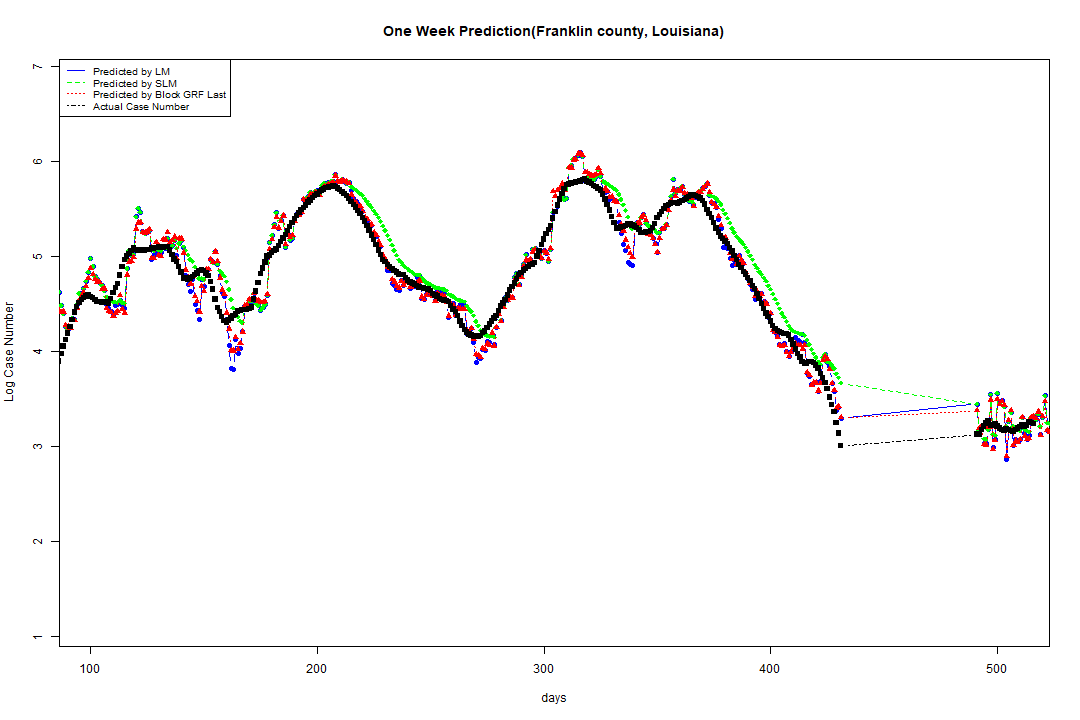 One Week Prediction(Franklin county, Louisiana)
Predicted by LM
Predicted by SLM
Predicted by Block GRF Last
Actual Case Number
7
6
5
4
3
2
1
Log Case Number
100 200 300 400 500
days